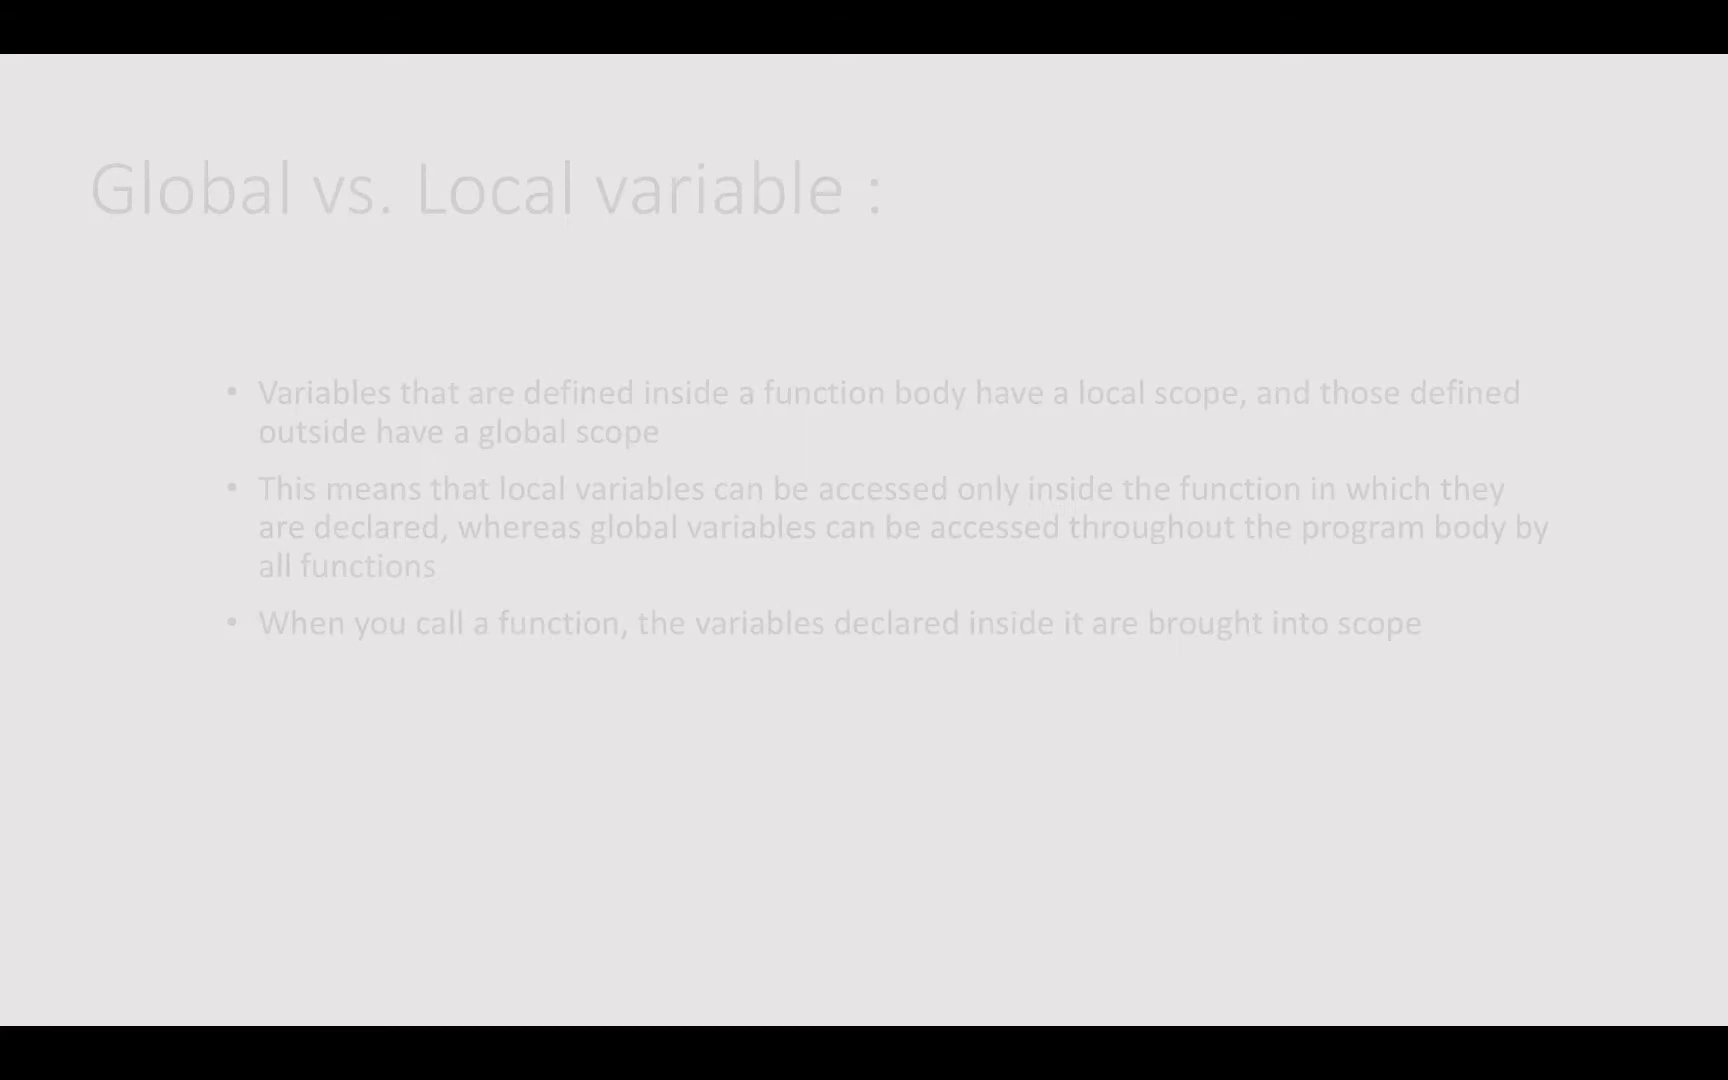 Global vs. Local variable :
• Variables that are defined inside a function body have a local scope, and those defined
outside have a global scope
• This means that local variables can be accessed only inside the function in which they
are declared, whereas global variables can be accessed throughout the program body by
all functions
• When you call a function, the variables declared inside it are brought into scope